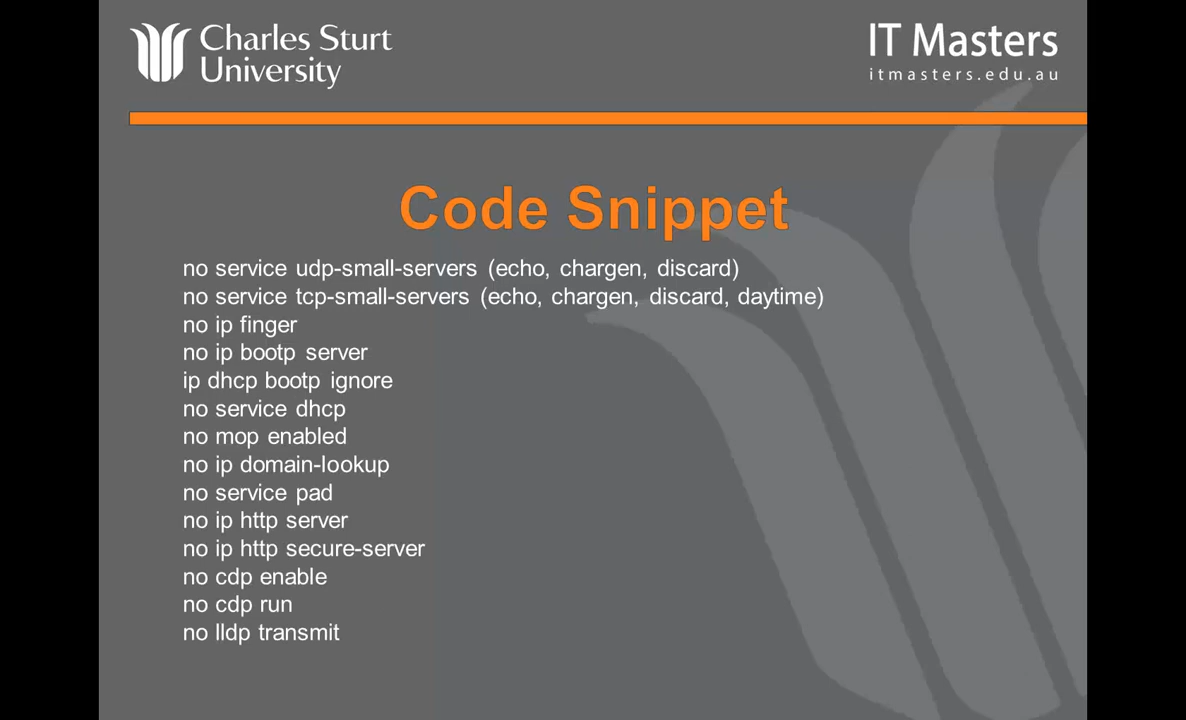 Charles Sturt
University
IT Masters
itmasters.edu.au
Code Snippet
no service udp-small-servers (echo, chargen, discard)
no service tcp-small-servers (echo, chargen, discard, daytime)
no ip finger
no ip bootp server
ip dhcp bootp ignore
no service dhcp
no mop enabled
no ip domain-lookup
no service pad
no ip http server
no ip http secure-server
no cdp enable
no cdp run
no lldp transmit